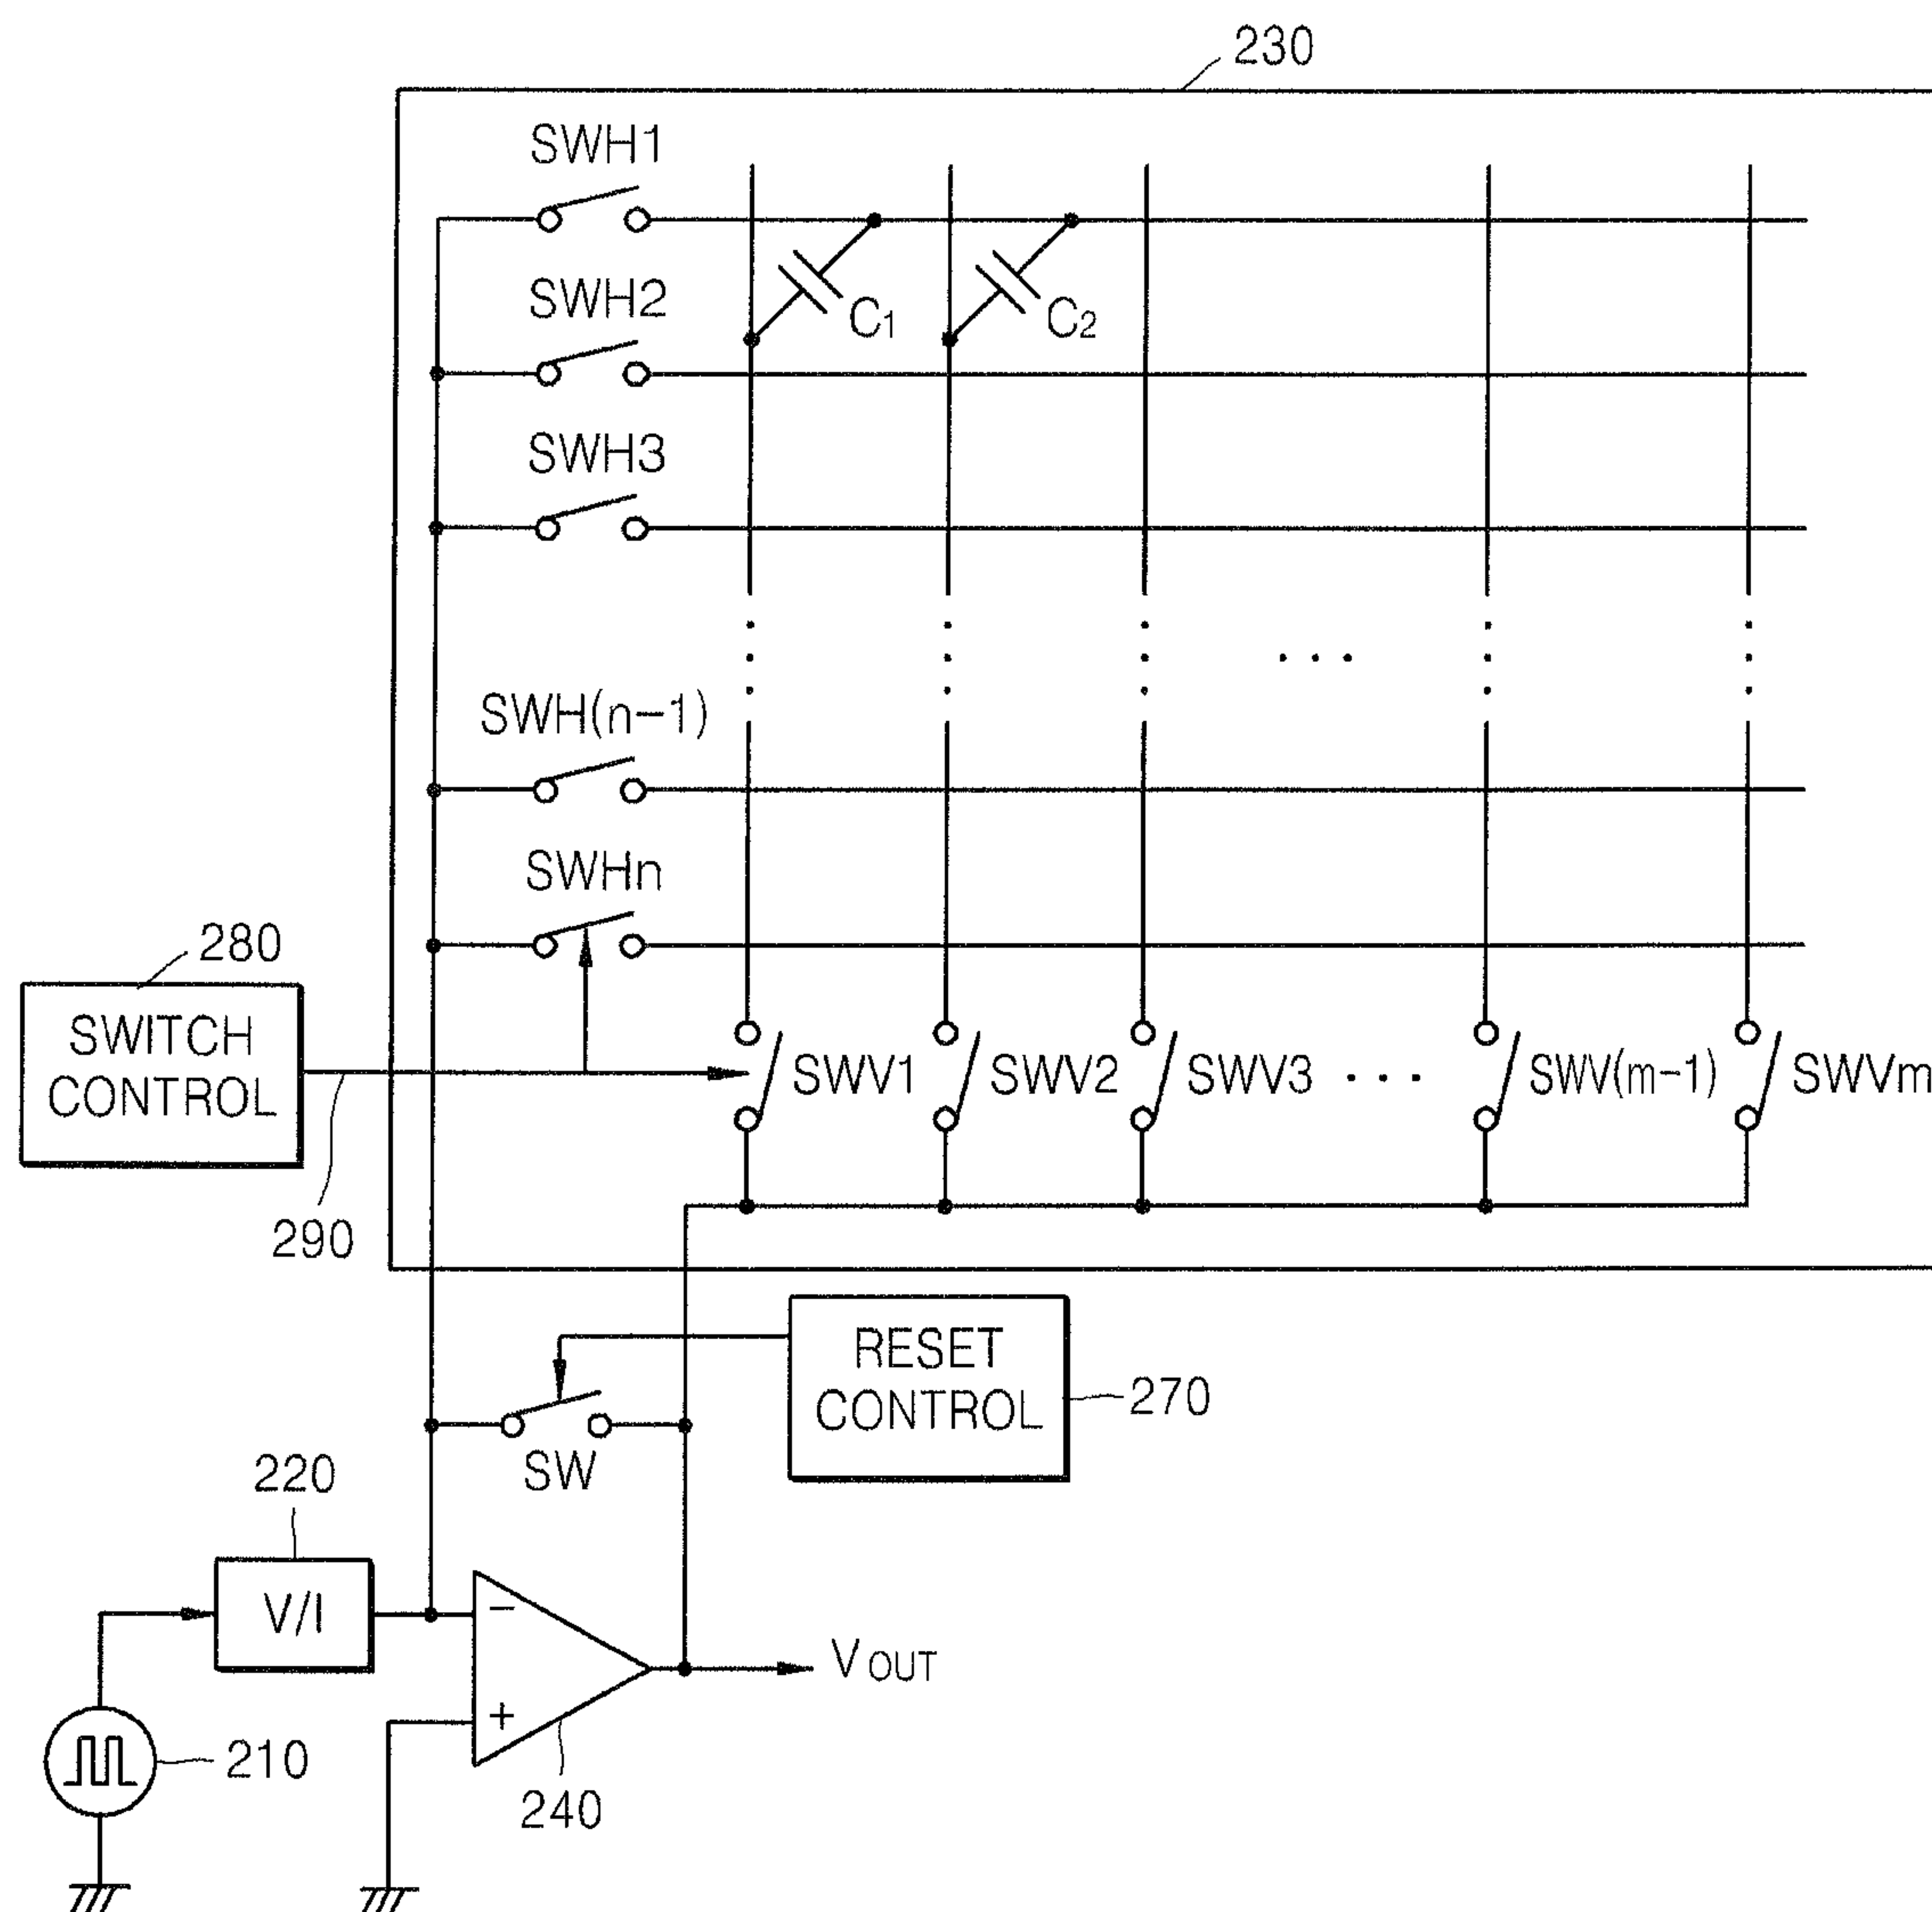 230
SWH1
C1
C2
SWH2
SWH3
...
SWH(n-1)
SWHn
280
SWITCH
CONTROL
SWV1
SWV2
SWV3
...
SWV(m-1)
SWVm
290
RESET
CONTROL
270
SW
220
V/I
−
+
VOUT
210
240